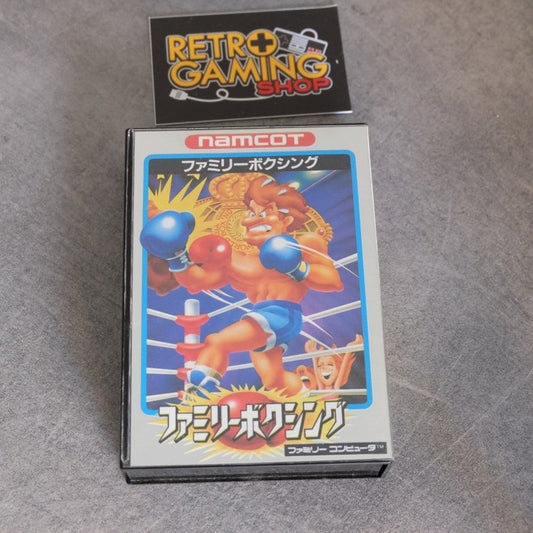 RETRO
GAMING
SHOP
namcot
ファミリーボクシング
ファミリーボクシング
ファミリー コンピュータ™